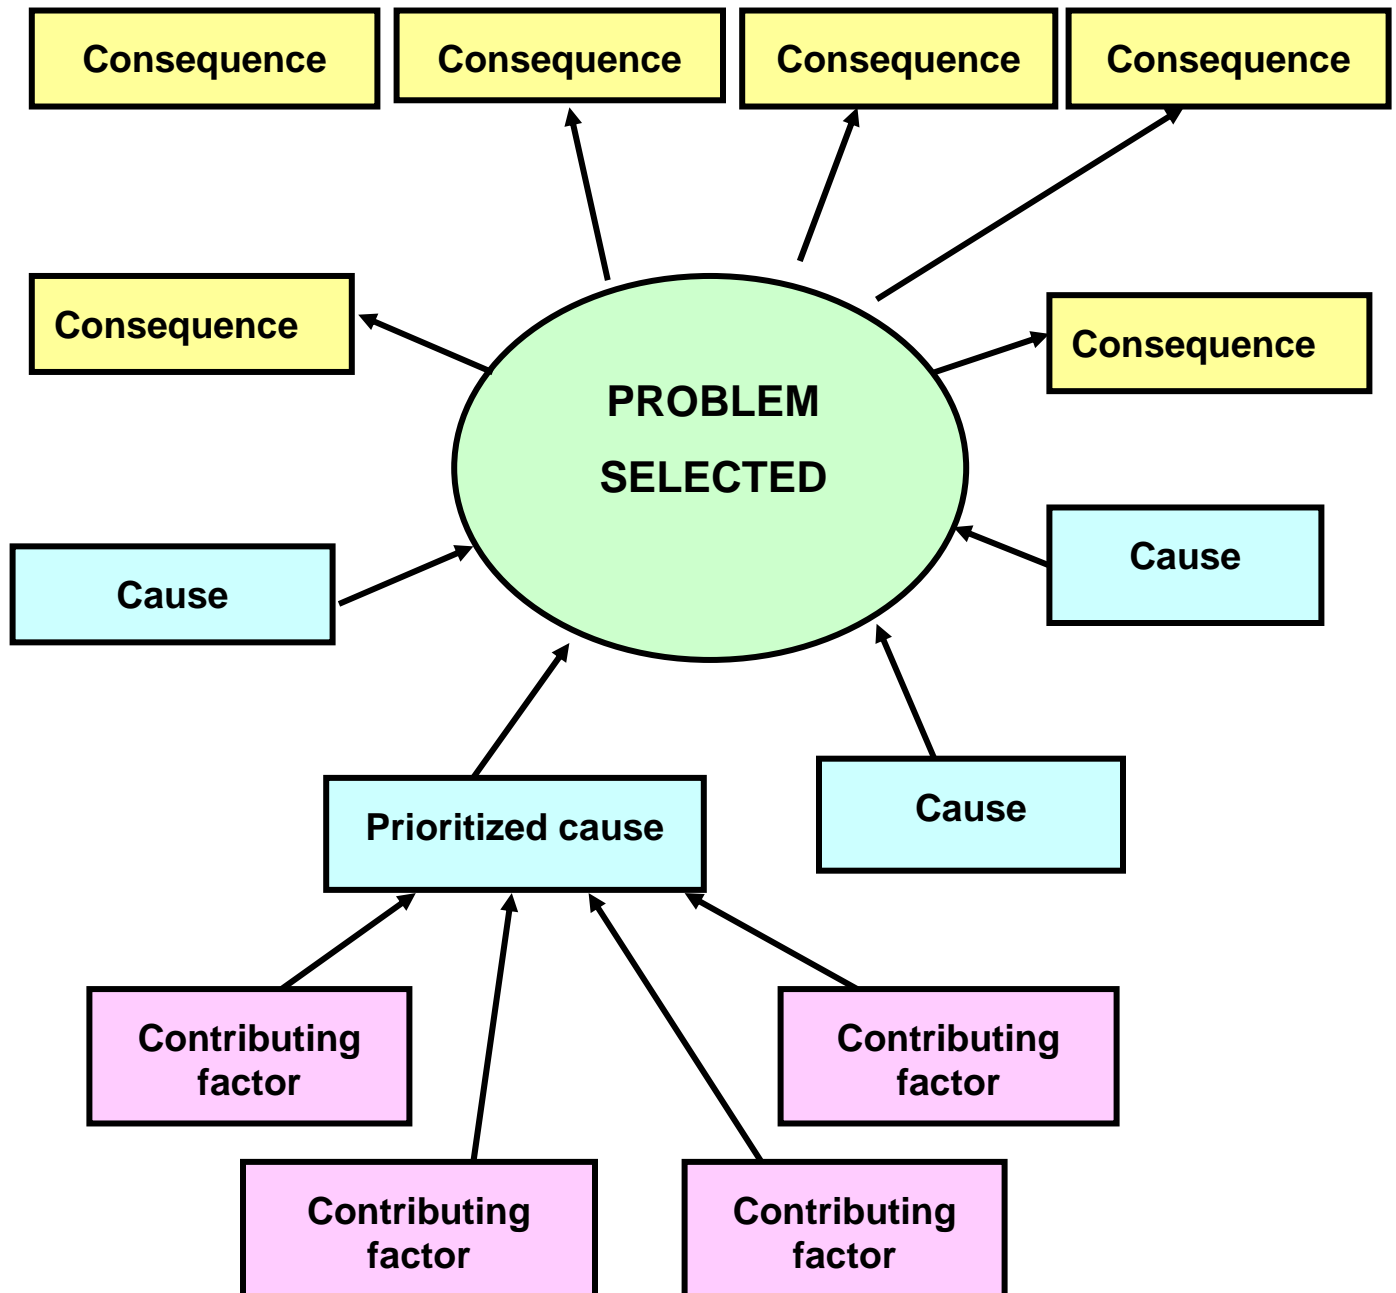 Consequence
Consequence
Consequence
Consequence
Consequence
Consequence
PROBLEM
SELECTED
Cause
Cause
Prioritized cause
Cause
Contributing
factor
Contributing
factor
Contributing
factor
Contributing
factor